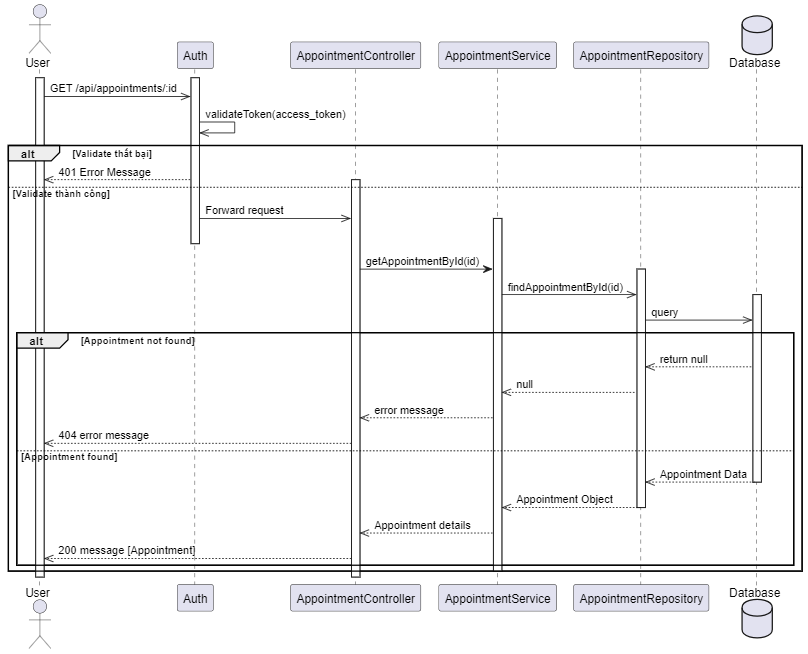 User
Auth
AppointmentController
AppointmentService
AppointmentRepository
Database
GET /api/appointments/:id
validateToken(access_token)
alt
[Validate thất bại]
401 Error Message
[Validate thành công]
Forward request
getAppointmentById(id)
findAppointmentById(id)
query
alt
[Appointment not found]
return null
null
error message
404 error message
[Appointment found]
Appointment Data
Appointment Object
Appointment details
200 message [Appointment]
User
Auth
AppointmentController
AppointmentService
AppointmentRepository
Database